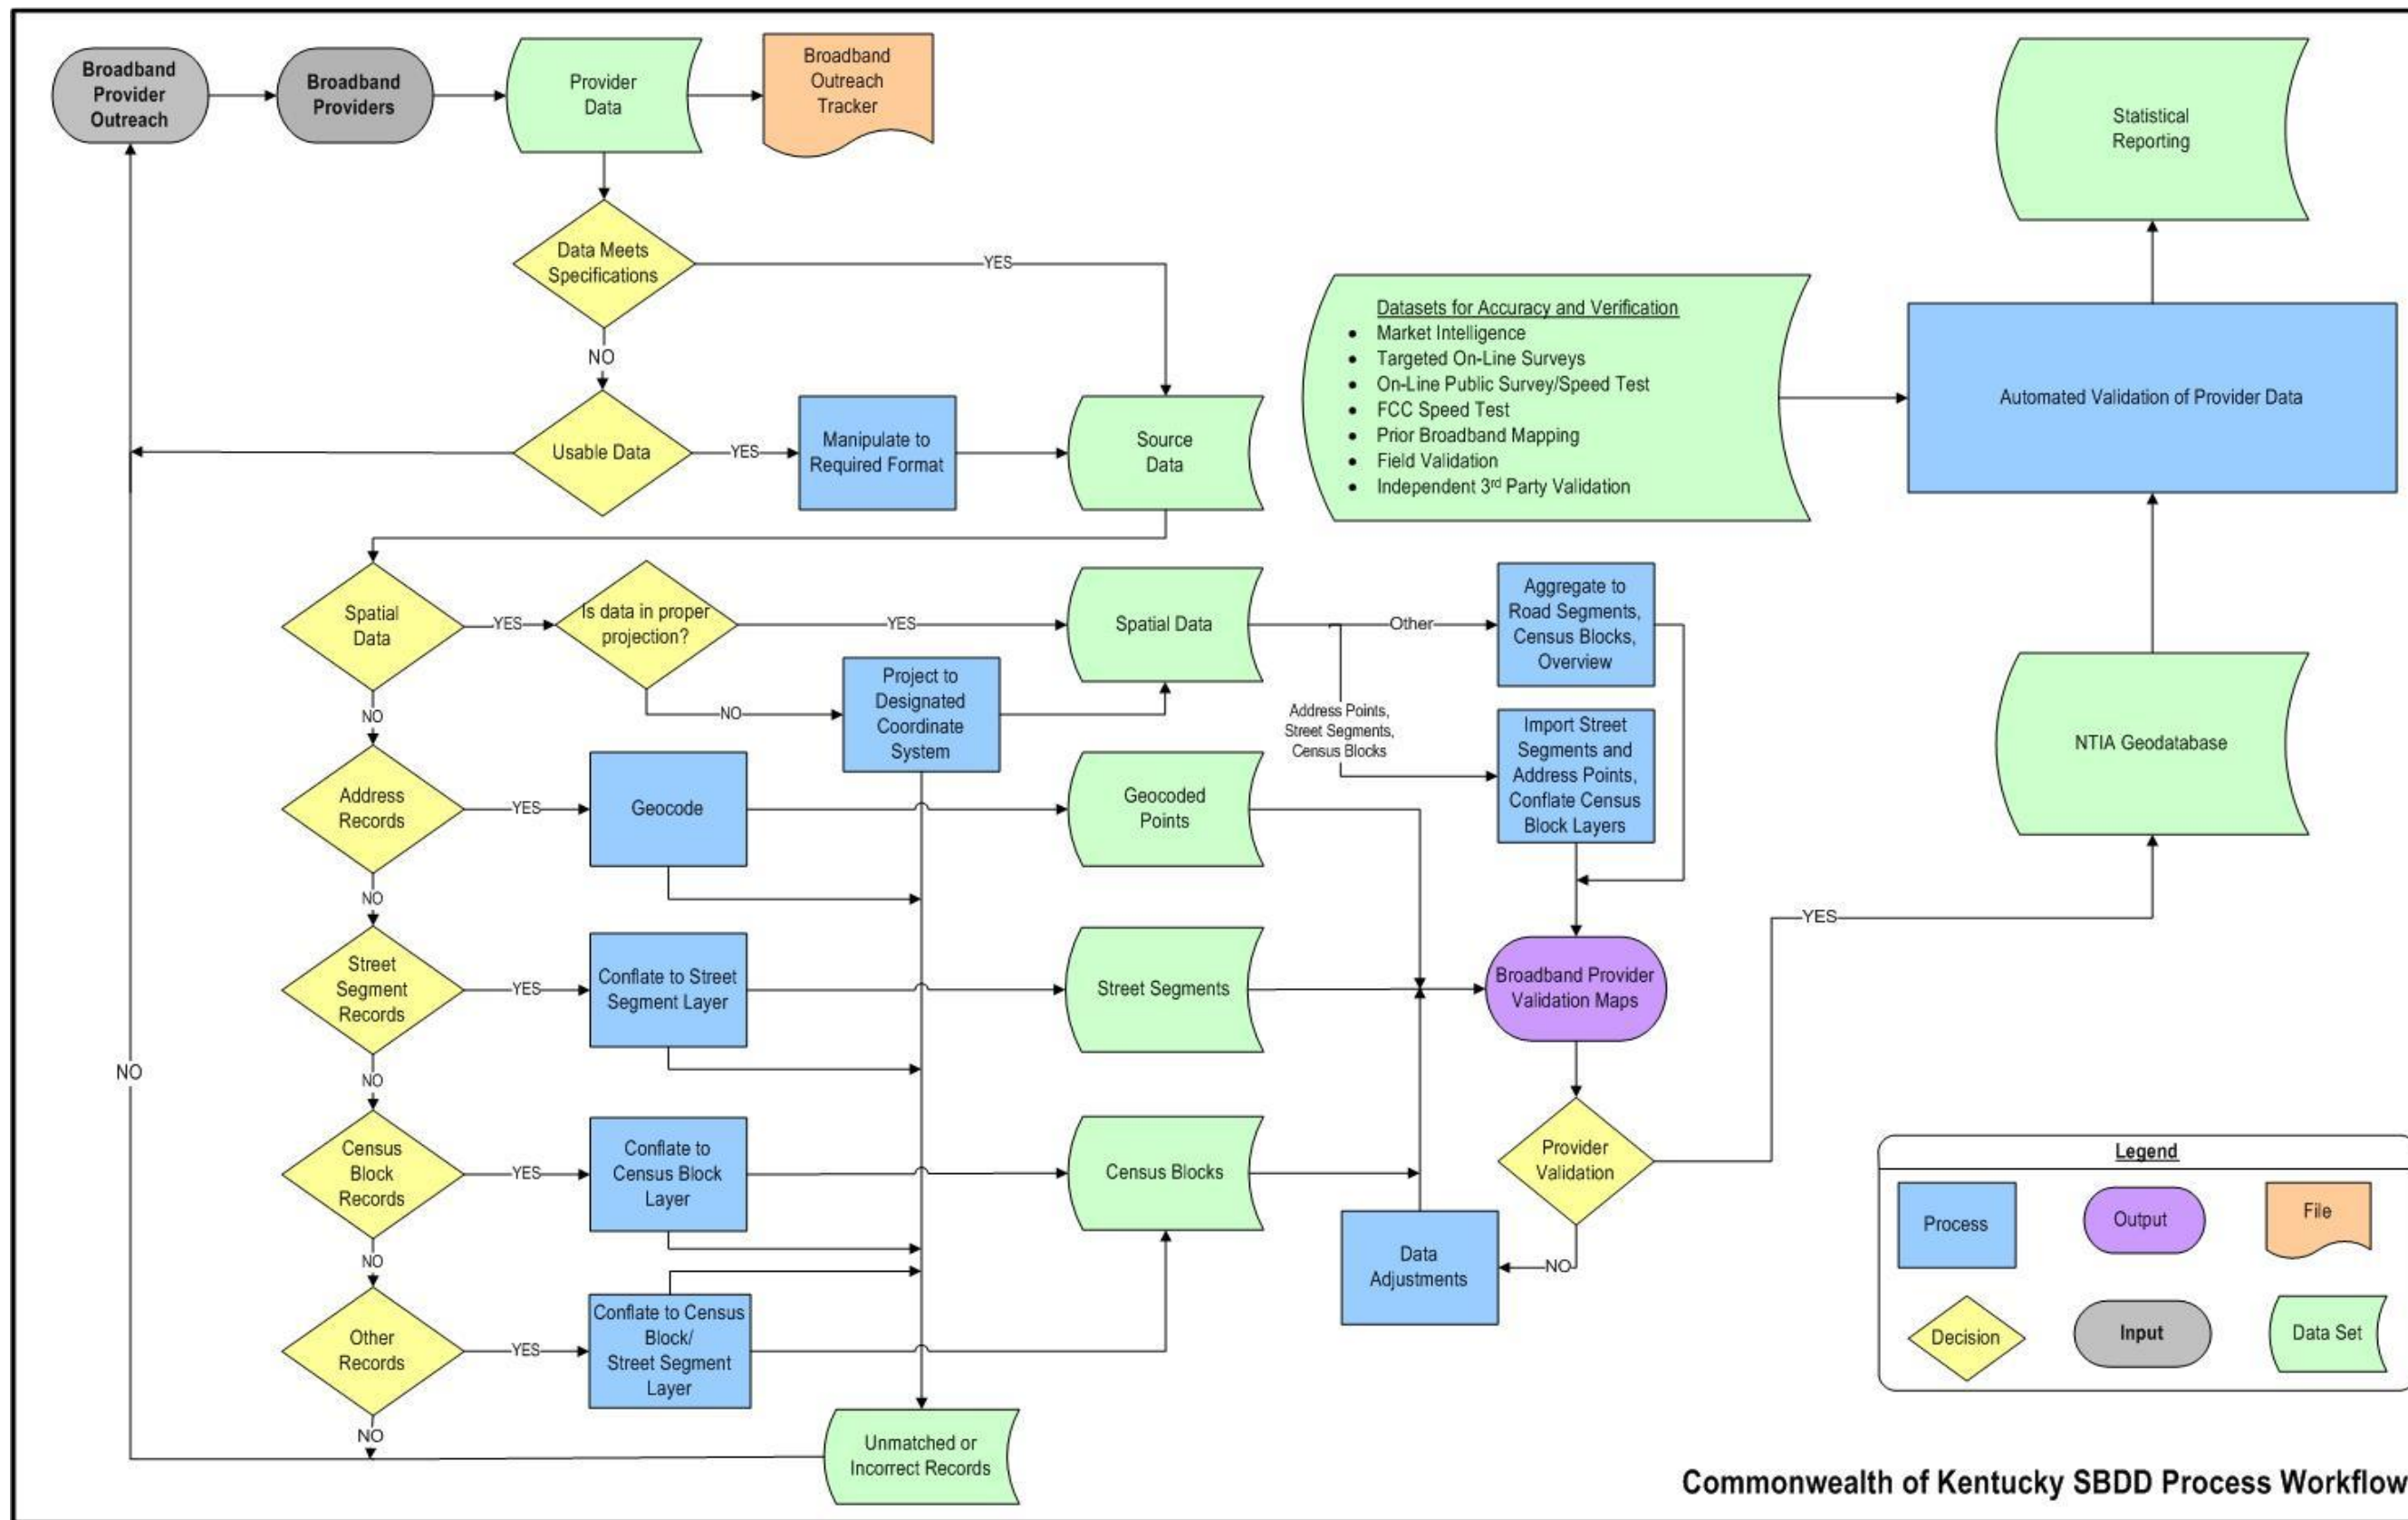 Broadband
Provider
Outreach
Broadband
Providers
Provider
Data
Broadband
Outreach
Tracker
Statistical
Reporting
Data Meets
Specifications
YES
NO
Usable Data
YES
Manipulate to
Required Format
Source
Data
Datasets for Accuracy and Verification
• Market Intelligence
• Targeted On-Line Surveys
• On-Line Public Survey/Speed Test
• FCC Speed Test
• Prior Broadband Mapping
• Field Validation
• Independent 3rd Party Validation
Automated Validation of Provider Data
Spatial
Data
YES
Is data in proper
projection?
YES
Spatial Data
Other
Aggregate to
Road Segments,
Census Blocks,
Overview
NO
NO
Project to
Designated
Coordinate
System
Address Points,
Street Segments,
Census Blocks
Import Street
Segments and
Address Points,
Conflate Census
Block Layers
NTIA Geodatabase
Address
Records
YES
Geocode
Geocoded
Points
NO
YES
Street
Segment
Records
YES
Conflate to Street
Segment Layer
Street Segments
Broadband Provider
Validation Maps
NO
NO
Census
Block
Records
YES
Conflate to
Census Block
Layer
Census Blocks
Provider
Validation
NO
Data
Adjustments
NO
Other
Records
YES
Conflate to Census
Block/
Street Segment
Layer
NO
Unmatched or
Incorrect Records
Legend
Process
Output
File
Decision
Input
Data Set
Commonwealth of Kentucky SBDD Process Workflow